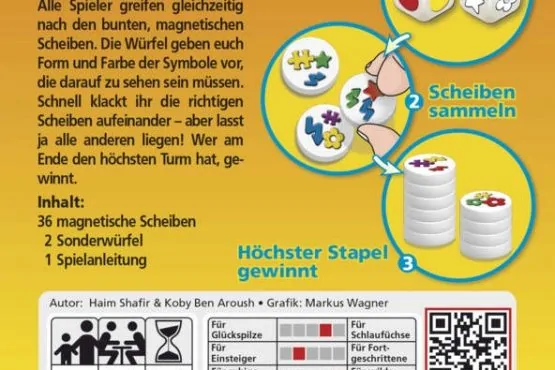 Alle Spieler greifen gleichzeitig
nach den bunten, magnetischen
Scheiben. Die Würfel geben euch
Form und Farbe der Symbole vor,
die darauf zu sehen sein müssen.
Schnell klackt ihr die richtigen
Scheiben aufeinander – aber lasst
ja alle anderen liegen! Wer am
Ende den höchsten Turm hat, ge-
winnt.
Inhalt:
36 magnetische Scheiben
2 Sonderwürfel
1 Spielanleitung
2 Scheiben
sammeln
Höchster Stapel
gewinnt 3
Autor: Haim Shafir & Koby Ben Aroush • Grafik: Markus Wagner
Für
Glückspilze
Für
Schlaufüchse
Für
Einsteiger
Für Fort-
geschrittene